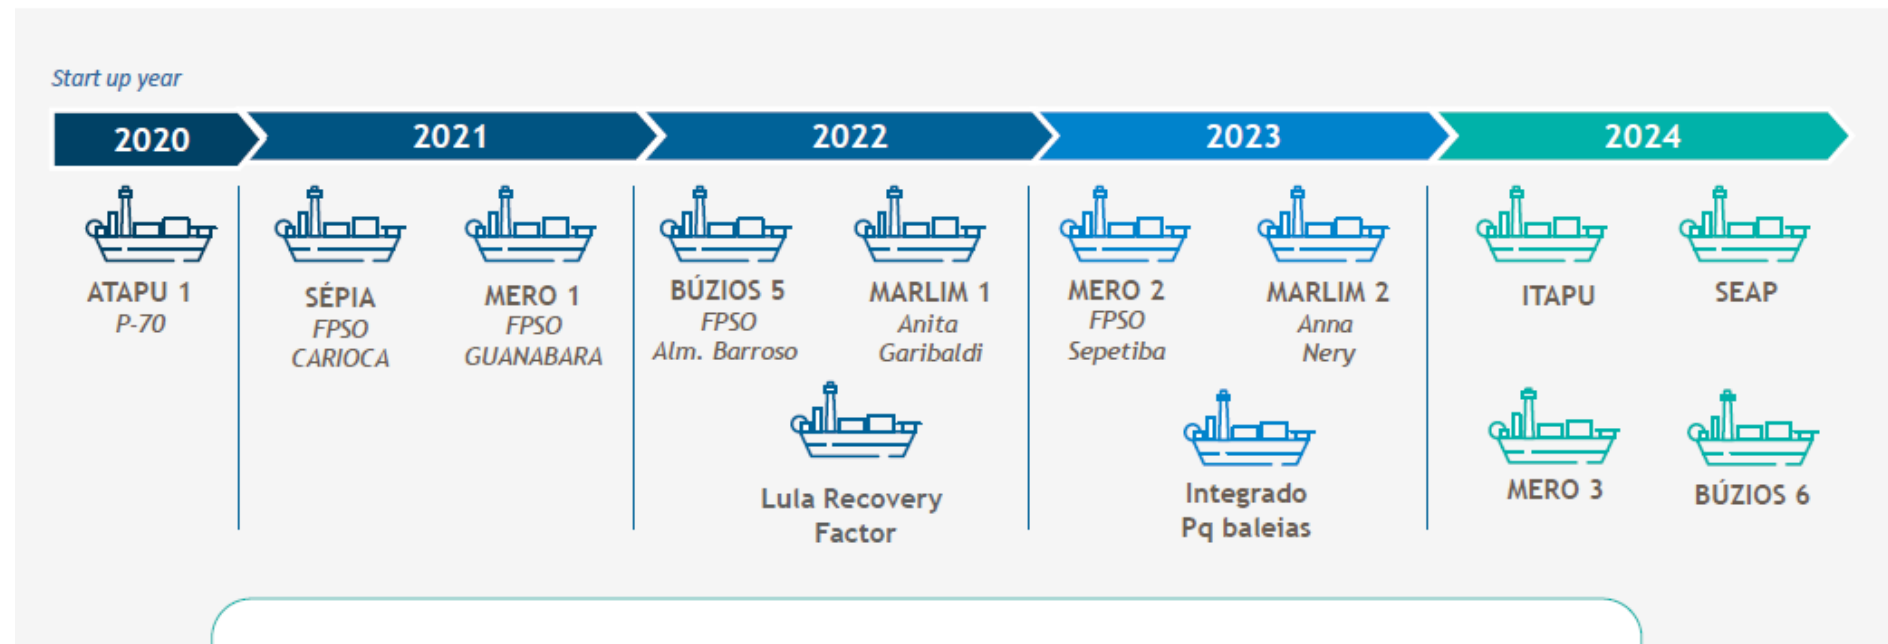 Start up year
2020
2021
2022
2023
2024
ATAPU 1
P-70
SÉPIA
FPSO
CARIOCA
MERO 1
FPSO
GUANABARA
BÚZIOS 5
FPSO
Alm. Barroso
MARLIM 1
Anita
Garibaldi
Lula Recovery
Factor
MERO 2
FPSO
Sepetiba
MARLIM 2
Anna
Nery
Integrado
Pq baleias
ITAPU
SEAP
MERO 3
BÚZIOS 6